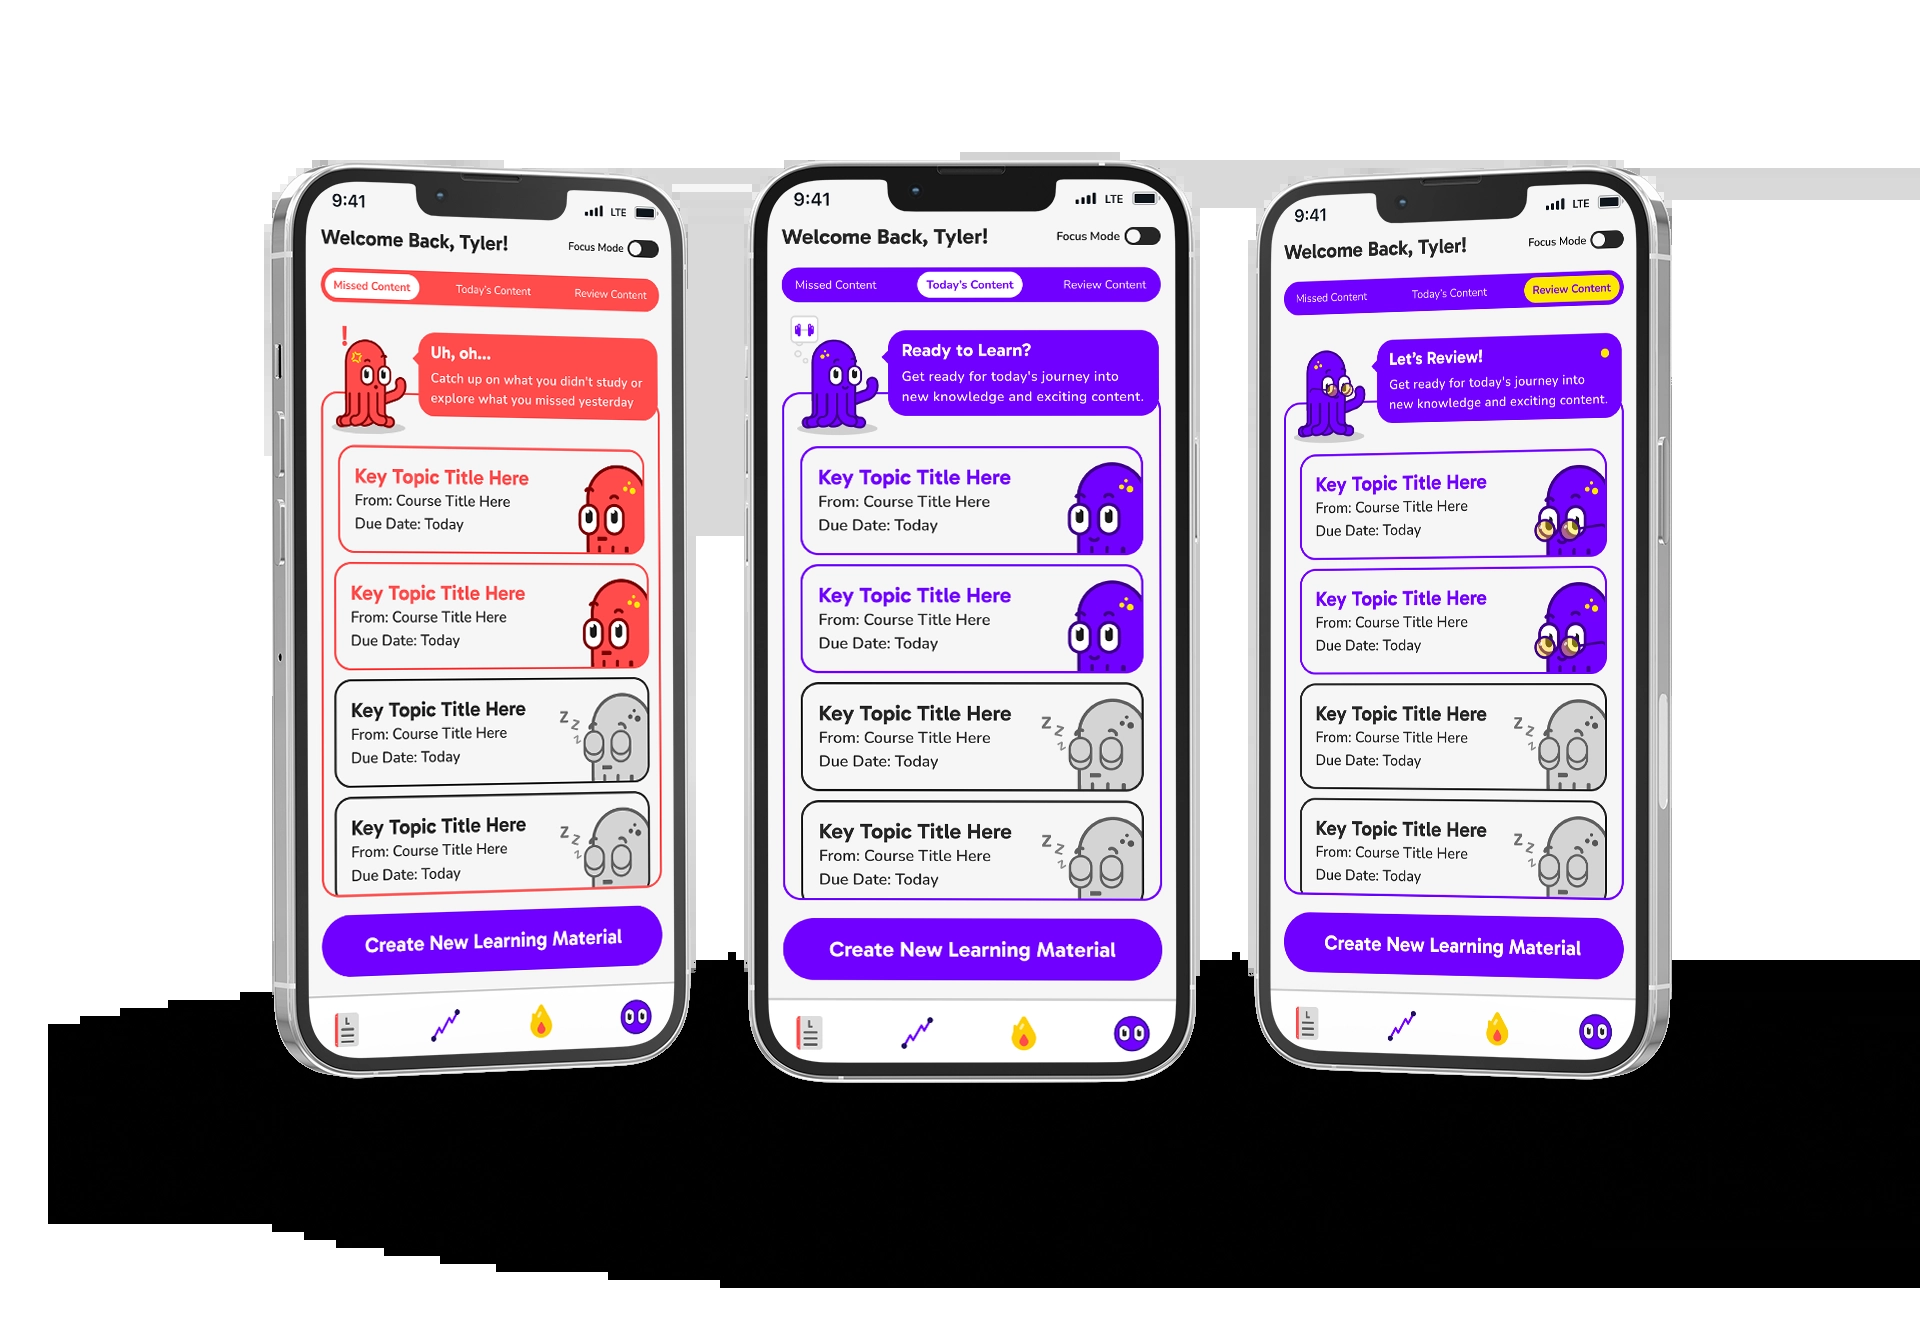 9:41
LTE
Welcome Back, Tyler!
Focus Mode
Missed Content
Today's Content
Review Content
!
Uh, oh...
Catch up on what you didn't study or
explore what you missed yesterday
Key Topic Title Here
From: Course Title Here
Due Date: Today
Key Topic Title Here
From: Course Title Here
Due Date: Today
Key Topic Title Here
From: Course Title Here
Due Date: Today
Z Z Z
Key Topic Title Here
From: Course Title Here
Due Date: Today
Z Z Z
Create New Learning Material
L
9:41
LTE
Welcome Back, Tyler!
Focus Mode
Missed Content
Today's Content
Review Content
Ready to Learn?
Get ready for today's journey into
new knowledge and exciting content.
Key Topic Title Here
From: Course Title Here
Due Date: Today
Key Topic Title Here
From: Course Title Here
Due Date: Today
Key Topic Title Here
From: Course Title Here
Due Date: Today
Z Z Z
Key Topic Title Here
From: Course Title Here
Due Date: Today
Z Z Z
Create New Learning Material
L
9:41
LTE
Welcome Back, Tyler!
Focus Mode
Missed Content
Today's Content
Review Content
Let's Review!
Get ready for today's journey into
new knowledge and exciting content.
Key Topic Title Here
From: Course Title Here
Due Date: Today
Key Topic Title Here
From: Course Title Here
Due Date: Today
Key Topic Title Here
From: Course Title Here
Due Date: Today
Z Z Z
Key Topic Title Here
From: Course Title Here
Due Date: Today
Z Z Z
Create New Learning Material
L